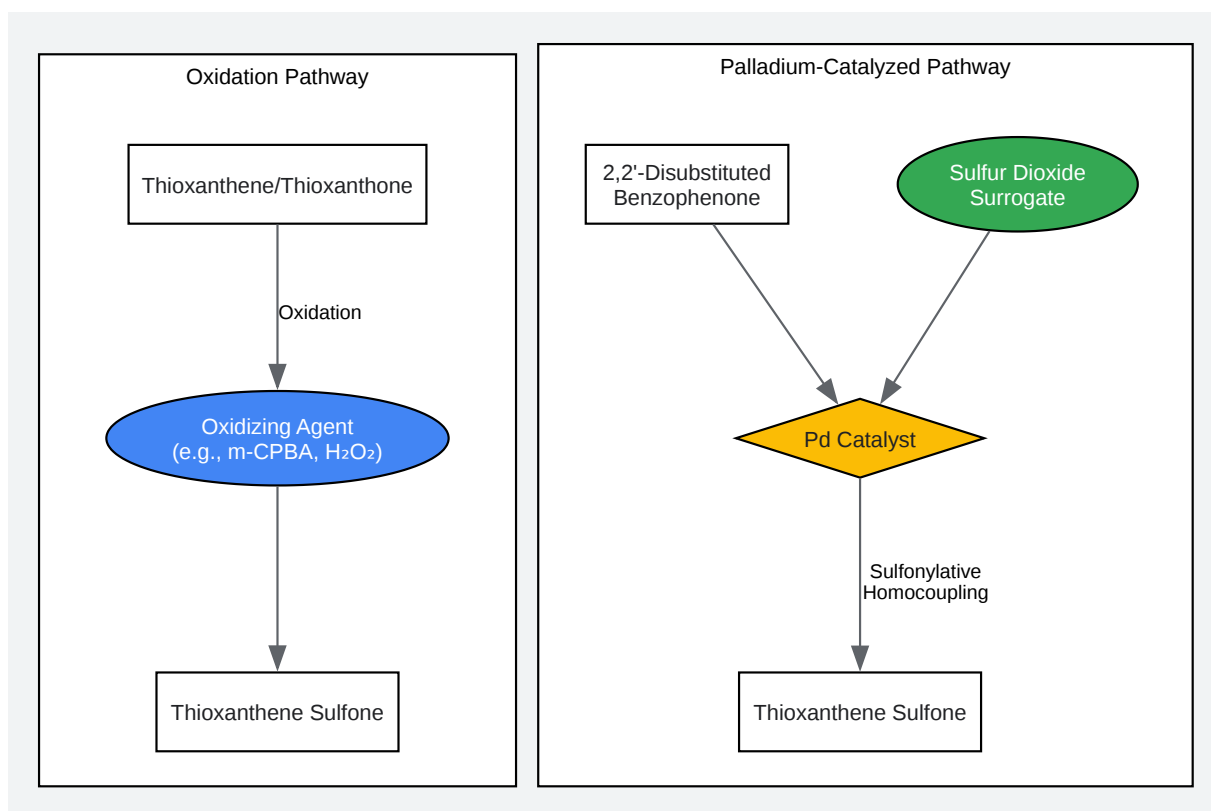 Oxidation Pathway
Thioxanthene/Thioxanthone
Oxidation
Oxidizing Agent
(e.g., m-CPBA, H₂O₂)
Thioxanthene Sulfone
Palladium-Catalyzed Pathway
2,2'-Disubstituted
Benzophenone
Sulfur Dioxide
Surrogate
Pd Catalyst
Sulfonylative
Homocoupling
Thioxanthene Sulfone